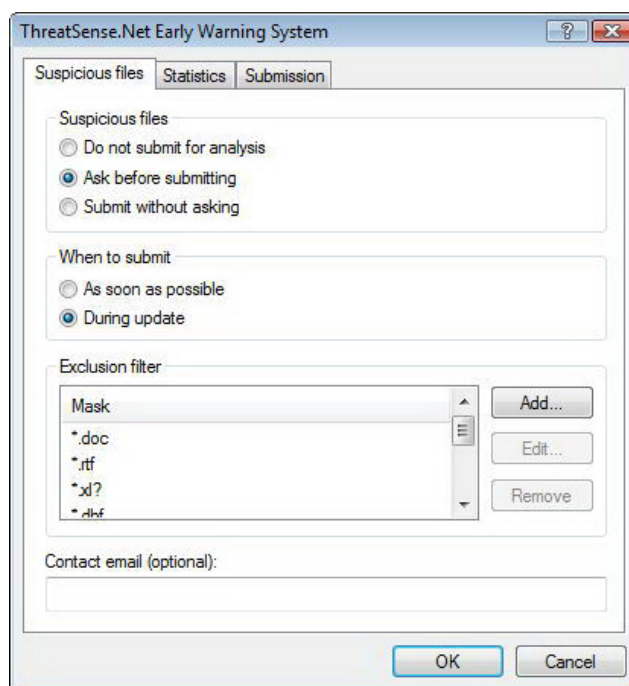 ThreatSense.Net Early Warning System
Suspicious files Statistics Submission
Suspicious files
Do not submit for analysis
Ask before submitting
Submit without asking
When to submit
As soon as possible
During update
Exclusion filter
Mask
*.doc
*.rtf
*.xl?
*.dbf
Add...
Edit...
Remove
Contact email (optional):
OK Cancel